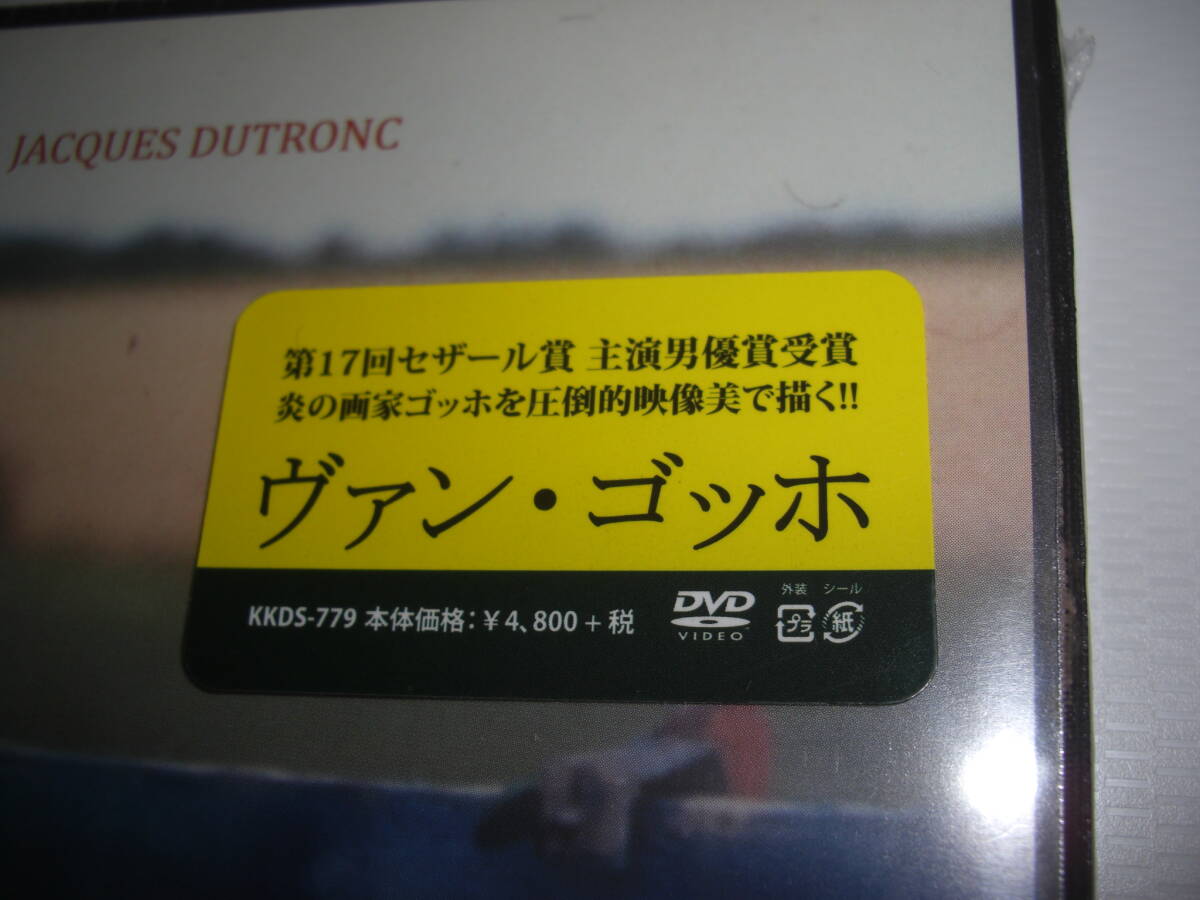 JACQUES DUTRONC
第17回セザール賞 主演男優賞受賞
炎の画家ゴッホを圧倒的映像美で描く!!
ヴァン・ゴッホ
KKDS-779 本体価格:¥4、800+税
DVD
VIDEO
外装 シール
プラ 紙